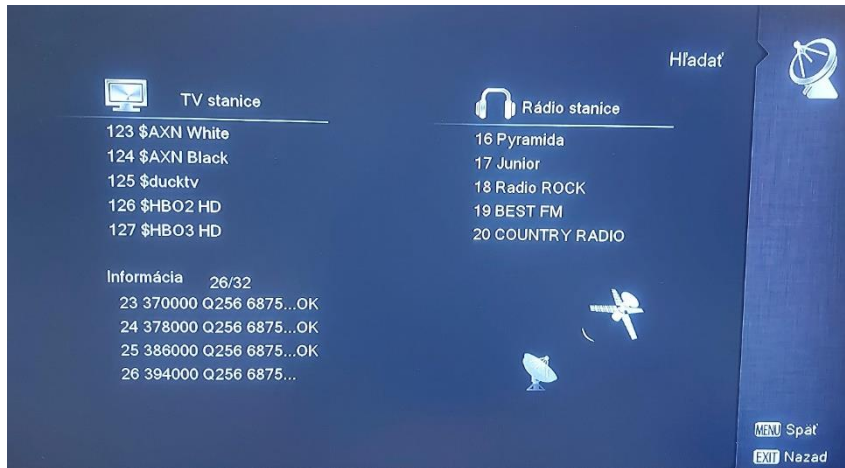 Hľadať
TV stanice
123 $AXN White
124 $AXN Black
125 $ducktv
126 $HBO2 HD
127 $HBO3 HD
Rádio stanice
16 Pyramida
17 Junior
18 Radio ROCK
19 BEST FM
20 COUNTRY RADIO
Informácia 26/32
23 370000 Q256 6875...OK
24 378000 Q256 6875...OK
25 386000 Q256 6875...OK
26 394000 Q256 6875...
MENU Späť
EXIT Nazad